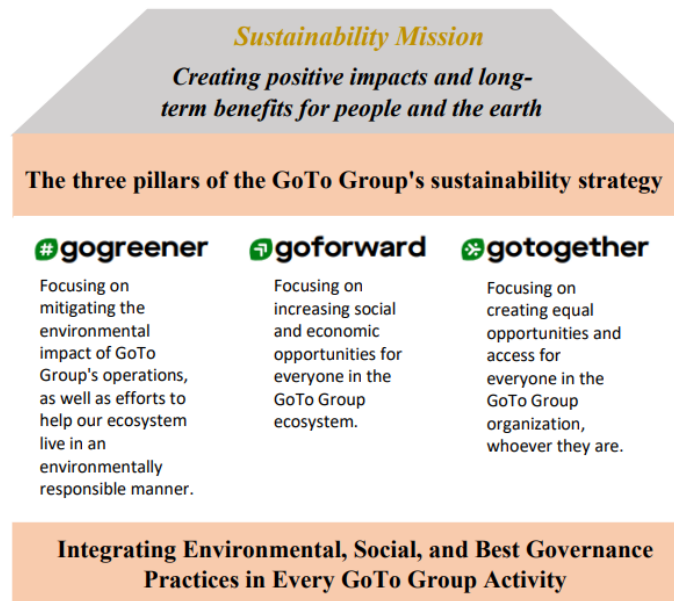 Sustainability Mission
Creating positive impacts and long-
term benefits for people and the earth
The three pillars of the GoTo Group's sustainability strategy
#gogreener
Focusing on
mitigating the
environmental
impact of GoTo
Group's operations,
as well as efforts to
help our ecosystem
live in an
environmentally
responsible manner.
goforward
Focusing on
increasing social
and economic
opportunities for
everyone in the
GoTo Group
ecosystem.
gotogether
Focusing on
creating equal
opportunities and
access for
everyone in the
GoTo Group
organization,
whoever they are.
Integrating Environmental, Social, and Best Governance
Practices in Every GoTo Group Activity